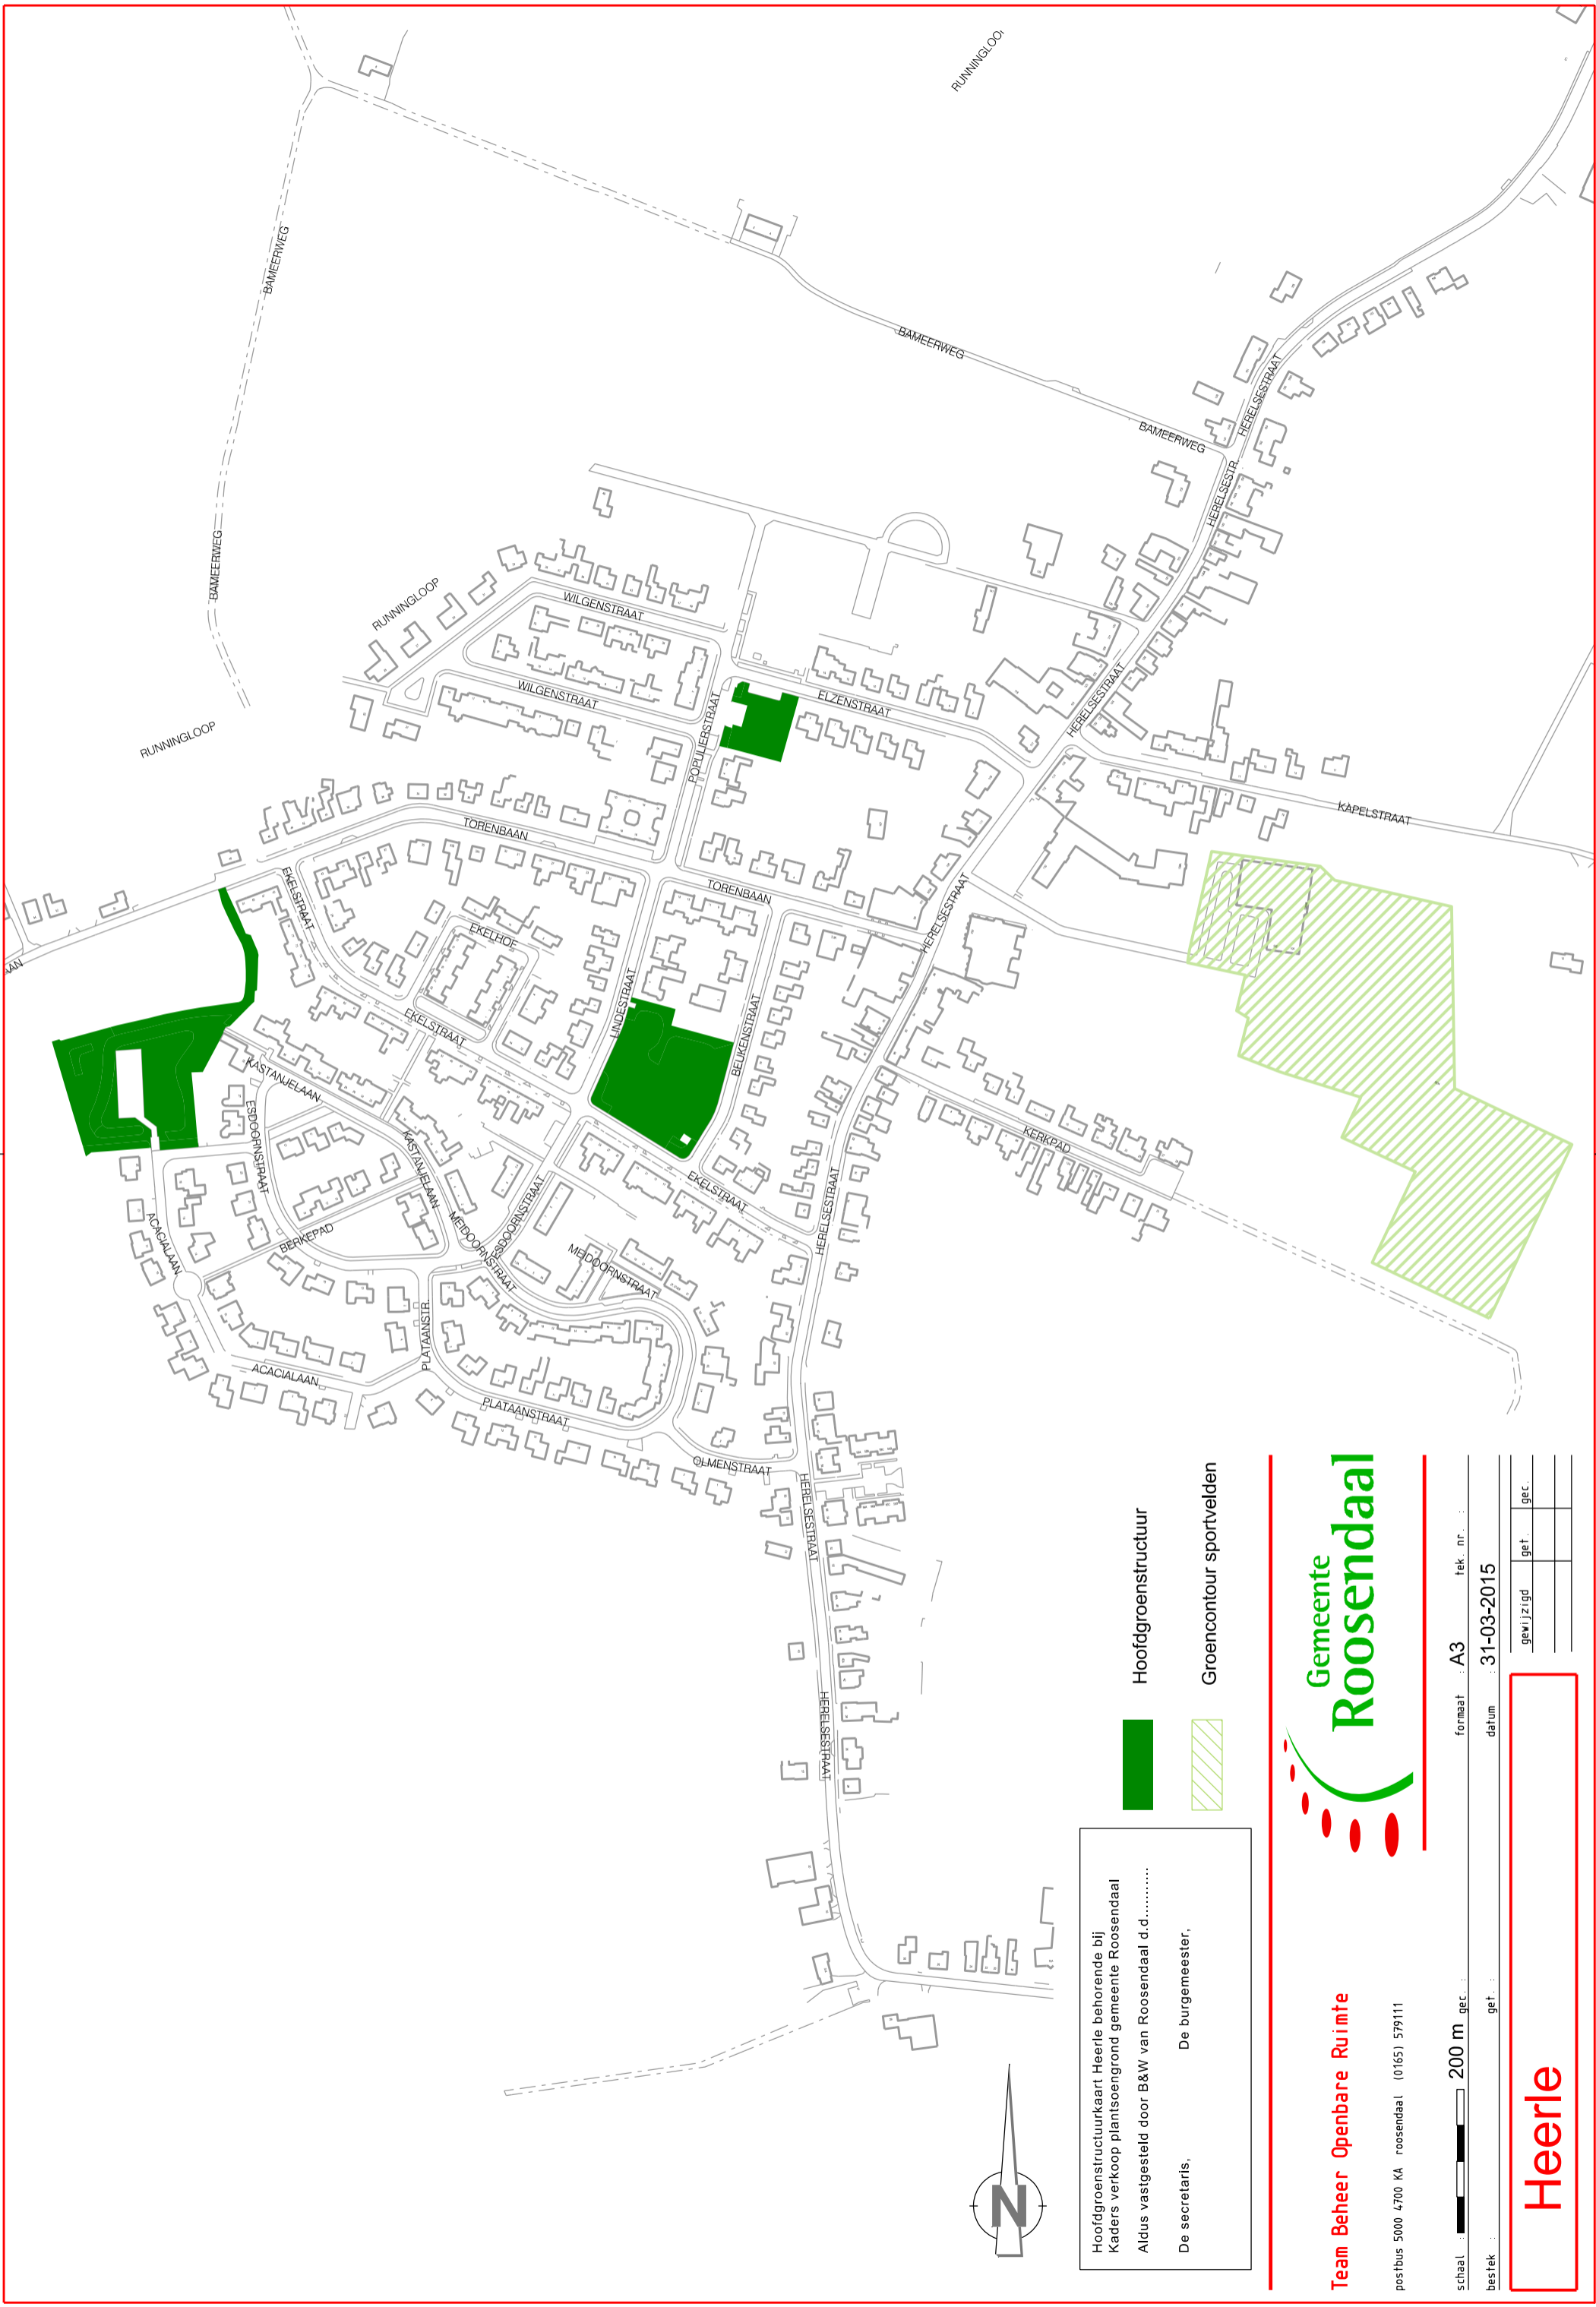 RUNNINGLOOP
BAMEERWEG
BAMEERWEG
BAMEERWEG
BAMEERWEG
HERELSESTRAAT
HERELSESTR.
BAMEERWEG
RUNNINGLOOP
RUNNINGLOOP
WILGENSTRAAT
WILGENSTRAAT
POPULIERSTRAAT
ELZENSTRAAT
HERELSESTRAAT
KAPELSTRAAT
TORENBAAN
TORENBAAN
HERELSESTRAAT
EKELSTRAAT
EKELHOF
EKELSTRAAT
LINDESTRAAT
BEUKENSTRAAT
KASTANJELAAN
ESDOORNSTRAAT
KASTANJELAAN
EKELSTRAAT
KERKPAD
HERELSESTRAAT
ACACIALAAN
BERKEPAD
MEIDOORNSTRAAT
ESDOORNSTRAAT
MEIDOORNSTRAAT
PLATAANSTR.
ACACIALAAN
PLATAANSTRAAT
OLMENSTRAAT
HERELSESTRAAT
HERELSESTRAAT
Hoofdgroenstructuur
Groencontour sportvelden
N
Hoofdgroenstructuurkaart Heerle behorende bij
Kaders verkoop plantsoengrond gemeente Roosendaal
Aldus vastgesteld door B&W van Roosendaal d.d...........
De secretaris, De burgemeester,
Gemeente
Roosendaal
Team Beheer Openbare Ruimte
postbus 5000 4700 KA roosendaal (0165) 579111
schaal : 200 m gec. : formaat : A3 tek. nr. :
bestek : get. : datum : 31-03-2015
gewijzigd get. gec.
Heerle